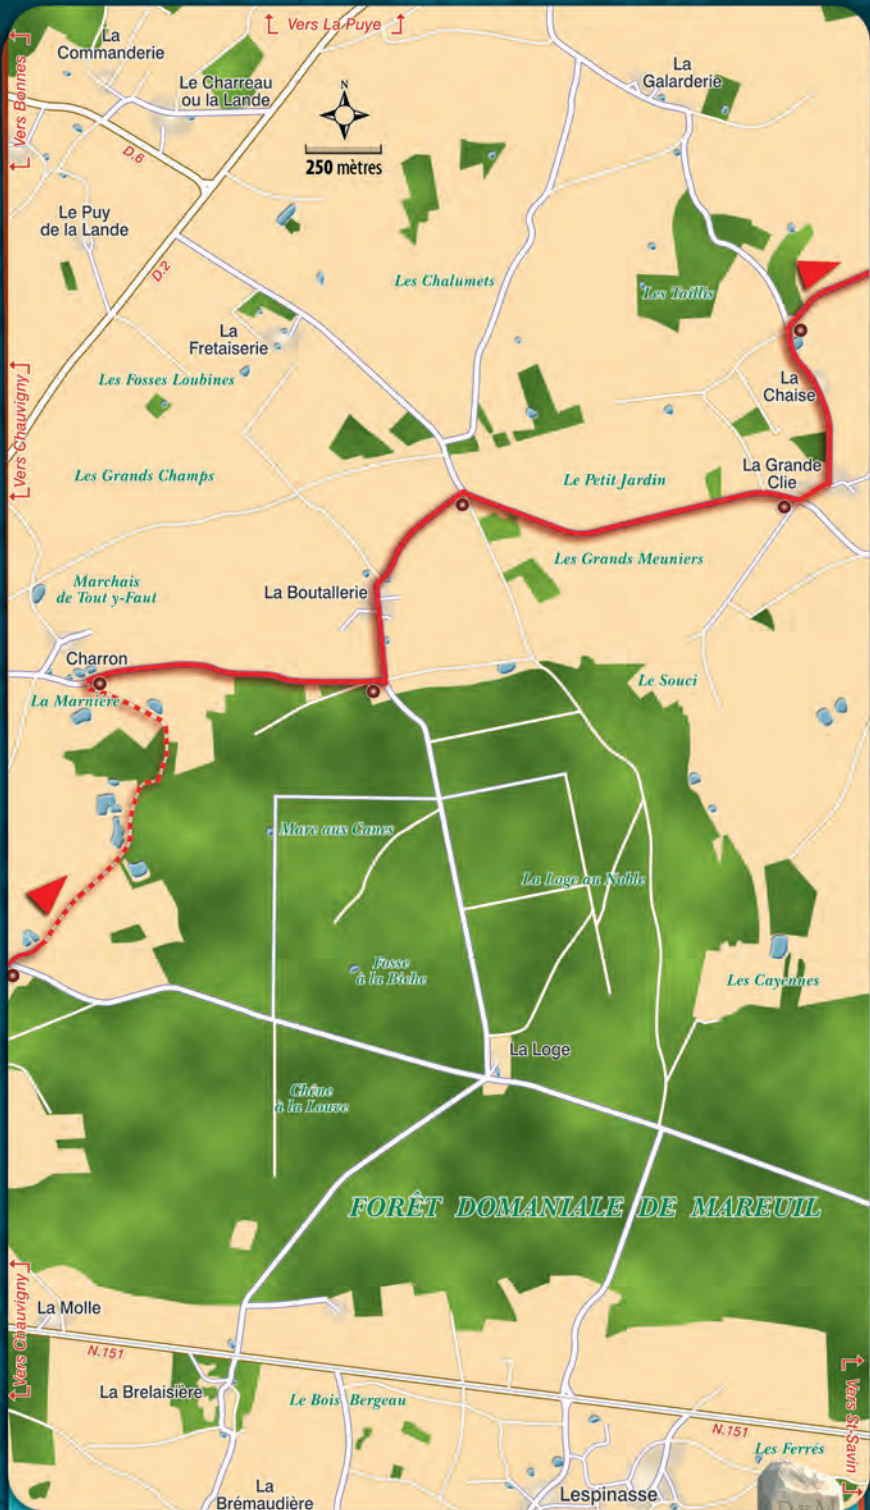 Vers La Puye
La
Commanderie
Vers Bonnes
Le Charreau
ou la Lande
La
Galarderie
N
250 mètres
D.6
Le Puy
de la Lande
D.2
Les Chalumets
Les Taillis
La
Fretaiserie
Les Fosses Loubines
Vers Chauvigny
La
Chaise
Les Grands Champs
Le Petit Jardin
La Grande
Clie
Les Grands Meuniers
Marchais
de Tout y-Faut
La Boutallerie
Charron
La Marnière
Le Souci
Mare aux Canes
La Loge au Noble
Fosse
à la Biche
Les Cayennes
La Loge
Chêne
à la Louve
FORÊT DOMANIALE DE MAREUIL
La Molle
Vers Chauvigny
N.151
La Brelaisière
Le Bois Bergeau
N.151
Vers St-Savin
Les Ferrés
La
Brémaudière
Lespinasse